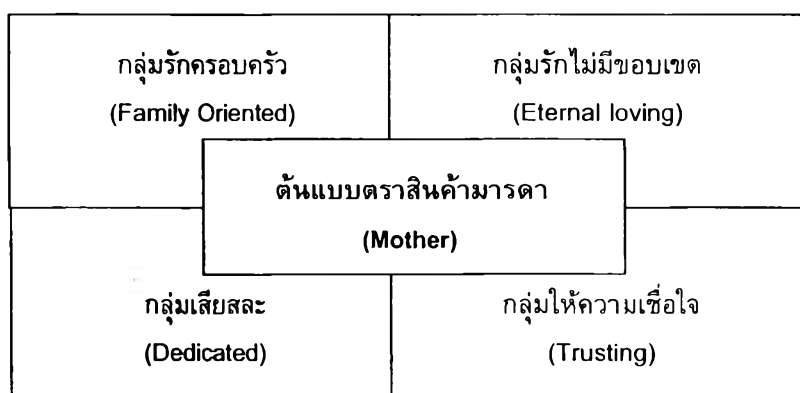 กลุ่มรักครอบครัว
(Family Oriented)
กลุ่มรักไม่มีขอบเขต
(Eternal loving)
ต้นแบบตราสินค้ามารดา
(Mother)
กลุ่มเสียสละ
(Dedicated)
กลุ่มให้ความเชื่อใจ
(Trusting)